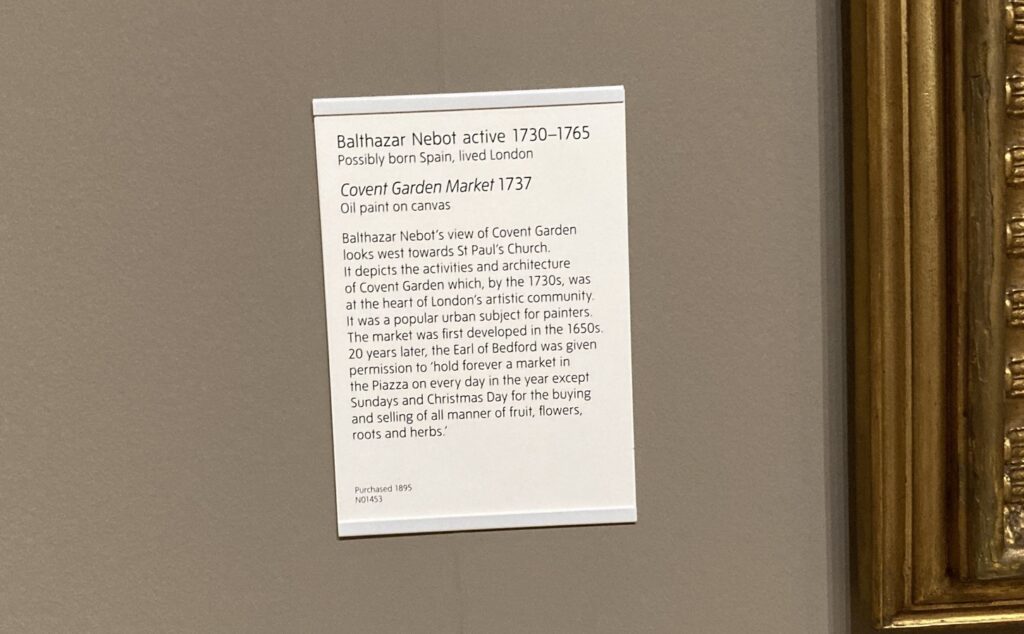 Balthazar Nebot active 1730–1765
Possibly born Spain, lived London
Covent Garden Market 1737
Oil paint on canvas
Balthazar Nebot’s view of Covent Garden
looks west towards St Paul’s Church.
It depicts the activities and architecture
of Covent Garden which, by the 1730s, was
at the heart of London’s artistic community.
It was a popular urban subject for painters.
The market was first developed in the 1650s.
20 years later, the Earl of Bedford was given
permission to ‘hold forever a market in
the Piazza on every day in the year except
Sundays and Christmas Day for the buying
and selling of all manner of fruit, flowers,
roots and herbs.’
Purchased 1895
N01453